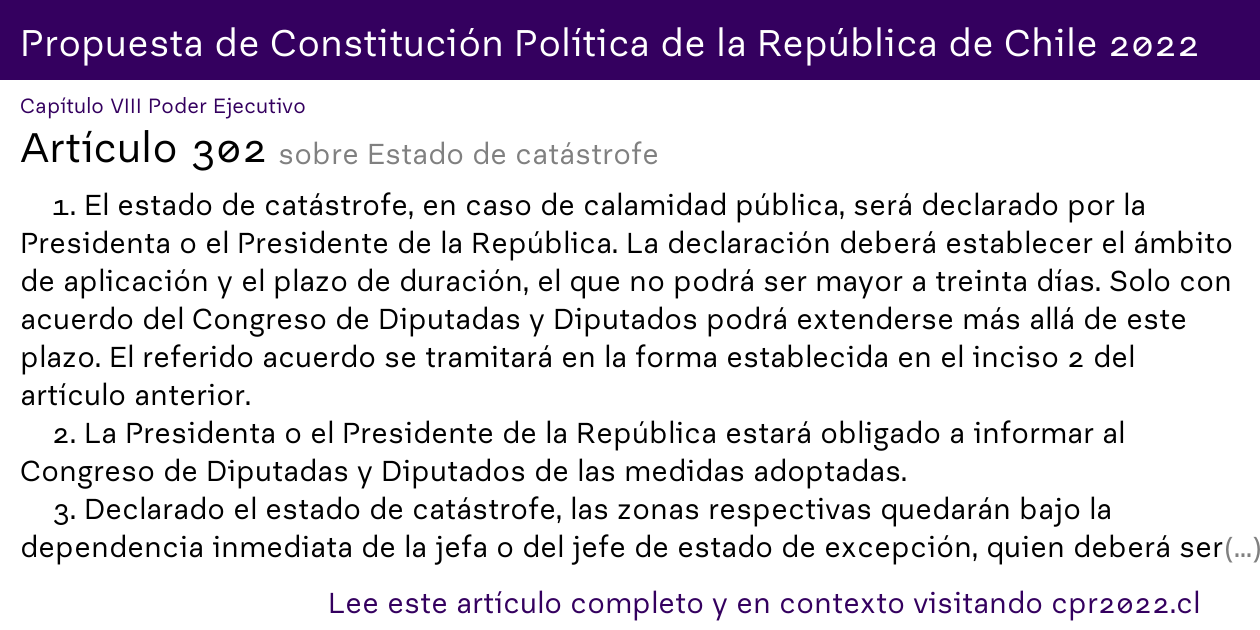 Propuesta de Constitución Política de la República de Chile 2022
Capítulo VIII Poder Ejecutivo
Artículo 302 sobre Estado de catástrofe
1. El estado de catástrofe, en caso de calamidad pública, será declarado por la
Presidenta o el Presidente de la República. La declaración deberá establecer el ámbito
de aplicación y el plazo de duración, el que no podrá ser mayor a treinta días. Solo con
acuerdo del Congreso de Diputadas y Diputados podrá extenderse más allá de este
plazo. El referido acuerdo se tramitará en la forma establecida en el inciso 2 del
artículo anterior.
2. La Presidenta o el Presidente de la República estará obligado a informar al
Congreso de Diputadas y Diputados de las medidas adoptadas.
3. Declarado el estado de catástrofe, las zonas respectivas quedarán bajo la
dependencia inmediata de la jefa o del jefe de estado de excepción, quien deberá ser(...)
Lee este artículo completo y en contexto visitando cpr2022.cl